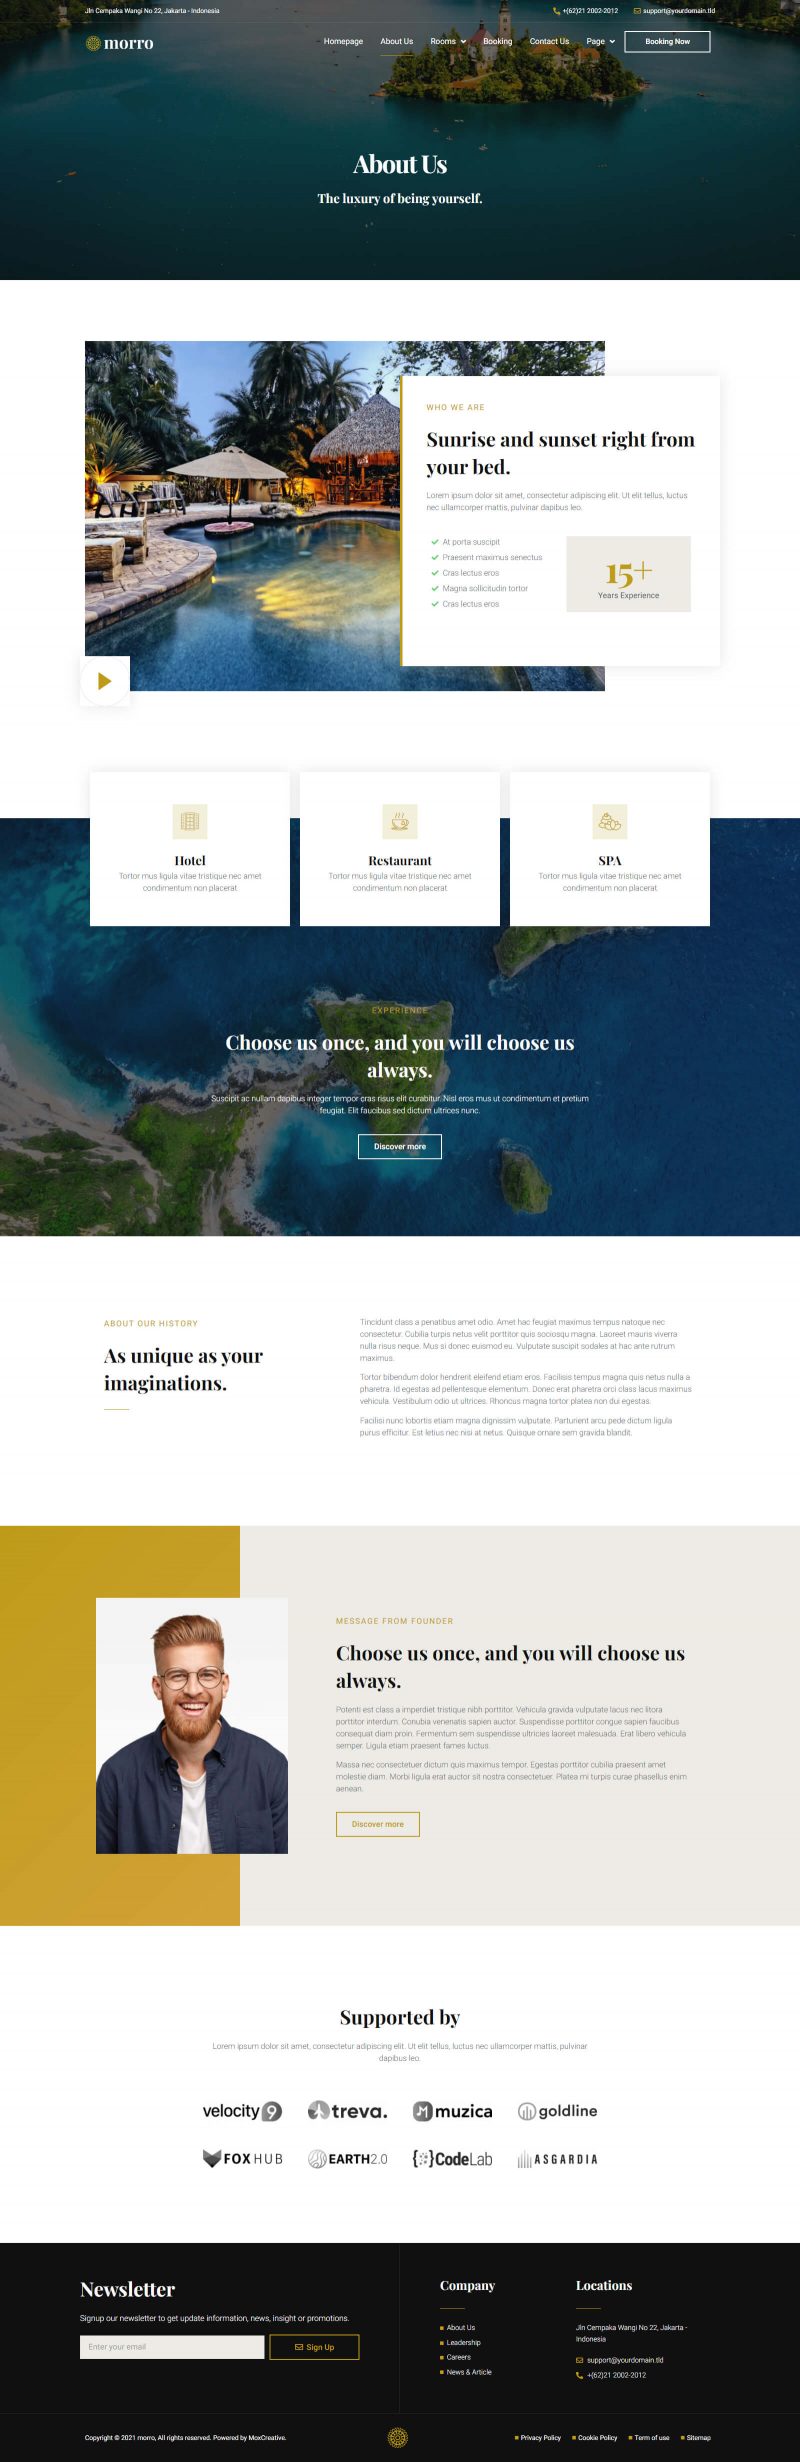 Jln Cempaka Wangi No 22, Jakarta - Indonesia
+(62)21 2002-2012
support@yourdomain.tld
morro
Homepage
About Us
Rooms
Booking
Contact Us
Page
Booking Now
About Us
The luxury of being yourself.
WHO WE ARE
Sunrise and sunset right from
your bed.
Lorem ipsum dolor sit amet, consectetur adipiscing elit. Ut elit tellus, luctus
nec ullamcorper mattis, pulvinar dapibus leo.
At porta suscipit
Praesent maximus senectus
Cras lectus eros
Magna sollicitudin tortor
Cras lectus eros
15+
Years Experience
Hotel
Tortor mus ligula vitae tristique nec amet
condimentum non placerat
Restaurant
Tortor mus ligula vitae tristique nec amet
condimentum non placerat
SPA
Tortor mus ligula vitae tristique nec amet
condimentum non placerat
EXPERIENCE
Choose us once, and you will choose us
always.
Suscipit ac nullam dapibus integer tempor cras risus elit curabitur. Nisl eros mus ut condimentum et pretium
feugiat. Elit faucibus sed dictum ultrices nunc.
Discover more
ABOUT OUR HISTORY
As unique as your
imaginations.
Tincidunt class a penatibus amet odio. Amet hac feugiat maximus tempus natoque nec
consectetur. Cubilia turpis netus velit porttitor quis sociosqu magna. Laoreet mauris viverra
nulla risus neque. Mus si donec euismod eu. Vulputate suscipit sodales at hac ante rutrum
maximus.
Tortor bibendum dolor hendrerit eleifend etiam eros. Facilisis tempus magna quis netus nulla a
pharetra. Id egestas ad pellentesque elementum. Donec erat pharetra orci class lacus maximus
vehicula. Vestibulum odio ut ultrices. Rhoncus magna tortor platea non dui egestas.
Facilisi nunc lobortis etiam magna dignissim vulputate. Parturient arcu pede dictum ligula
purus efficitur. Est letius nec nisi at netus. Quisque ornare sem gravida blandit.
MESSAGE FROM FOUNDER
Choose us once, and you will choose us
always.
Potenti est class a imperdiet tristique nibh porttitor. Vehicula gravida vulputate lacus nec litora
porttitor interdum. Conubia venenatis sapien auctor. Suspendisse porttitor congue sapien faucibus
consequat diam proin. Fermentum sem suspendisse ultricies laoreet malesuada. Erat libero vehicula
semper. Ligula etiam praesent fames luctus.
Massa nec consectetuer dictum quis maximus tempor. Egestas porttitor cubilia praesent amet
molestie diam. Morbi ligula erat auctor sit nostra consectetuer. Platea mi turpis curae phasellus enim
aenean.
Discover more
Supported by
Lorem ipsum dolor sit amet, consectetur adipiscing elit. Ut elit tellus, luctus nec ullamcorper mattis, pulvinar
dapibus leo.
velocity 9
treva.
muzica
goldline
FOXHUB
EARTH2.0
{ }CodeLab
ASGARDIA
Newsletter
Signup our newsletter to get update information, news, insight or promotions.
Enter your email
Sign Up
Company
About Us
Leadership
Careers
News & Article
Locations
Jln Cempaka Wangi No 22, Jakarta -
Indonesia
support@yourdomain.tld
+(62)21 2002-2012
Copyright © 2021 morro, All rights reserved. Powered by MoxCreative.
Privacy Policy
Cookie Policy
Term of use
Sitemap